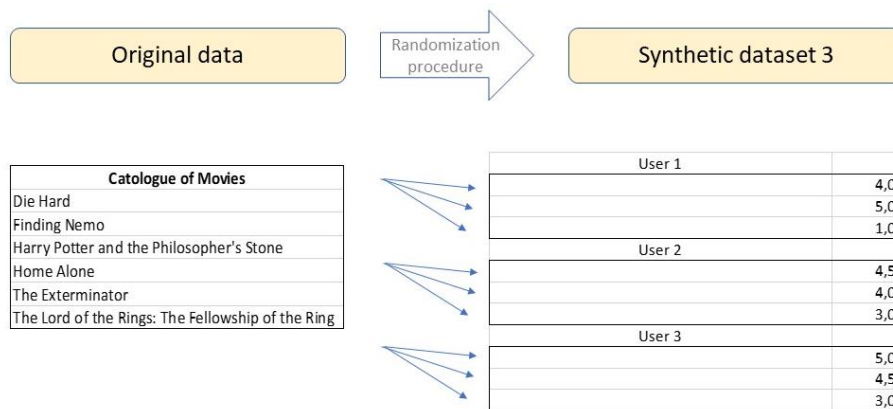 Original data
Randomization
procedure
Synthetic dataset 3
Catologue of Movies
Die Hard
Finding Nemo
Harry Potter and the Philosopher's Stone
Home Alone
The Exterminator
The Lord of the Rings: The Fellowship of the Ring
User 1
4,0
5,0
1,0
User 2
4,5
4,0
3,0
User 3
5,0
4,5
3,0